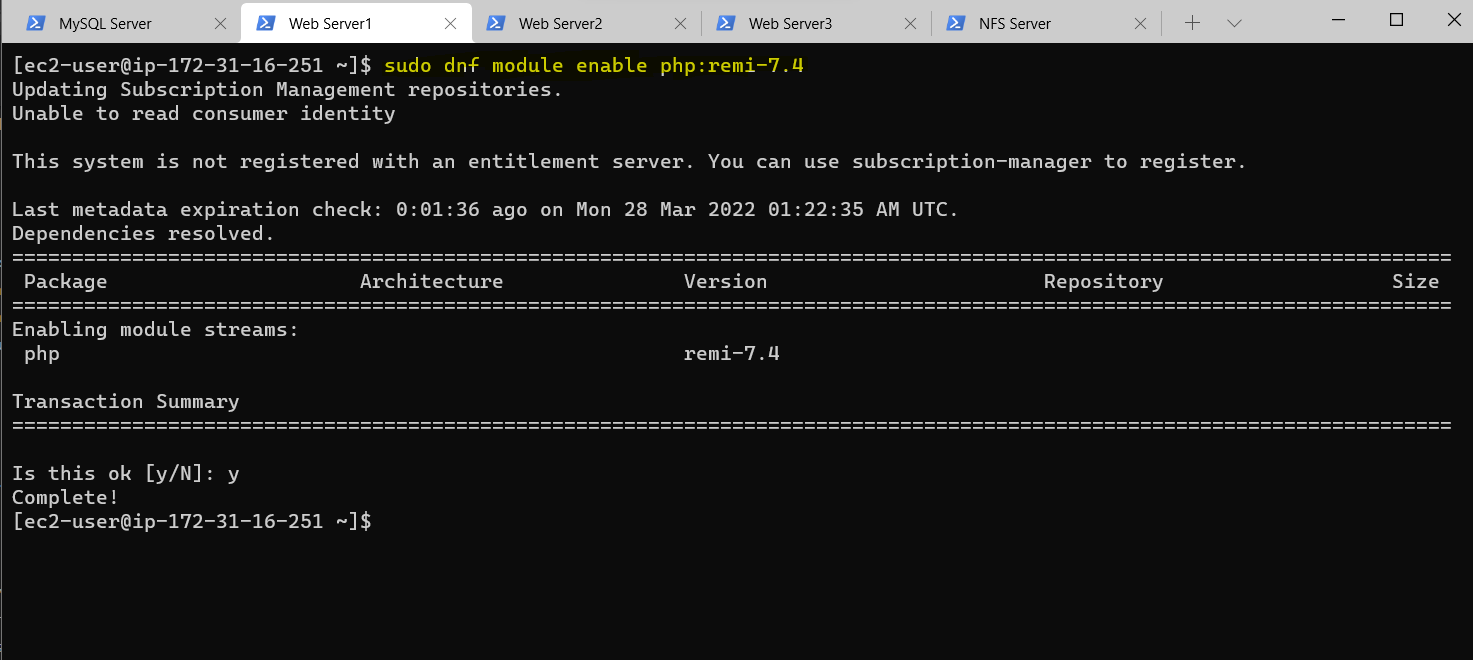 MySQL Server Web Server1 Web Server2 Web Server3 NFS Server
[ec2-user@ip-172-31-16-251 ~]$ sudo dnf module enable php:remi-7.4
Updating Subscription Management repositories.
Unable to read consumer identity
This system is not registered with an entitlement server. You can use subscription-manager to register.
Last metadata expiration check: 0:01:36 ago on Mon 28 Mar 2022 01:22:35 AM UTC.
Dependencies resolved.
========================================================================================================================
Package Architecture Version Repository Size
========================================================================================================================
Enabling module streams:
php remi-7.4
Transaction Summary
========================================================================================================================
Is this ok [y/N]: y
Complete!
[ec2-user@ip-172-31-16-251 ~]$